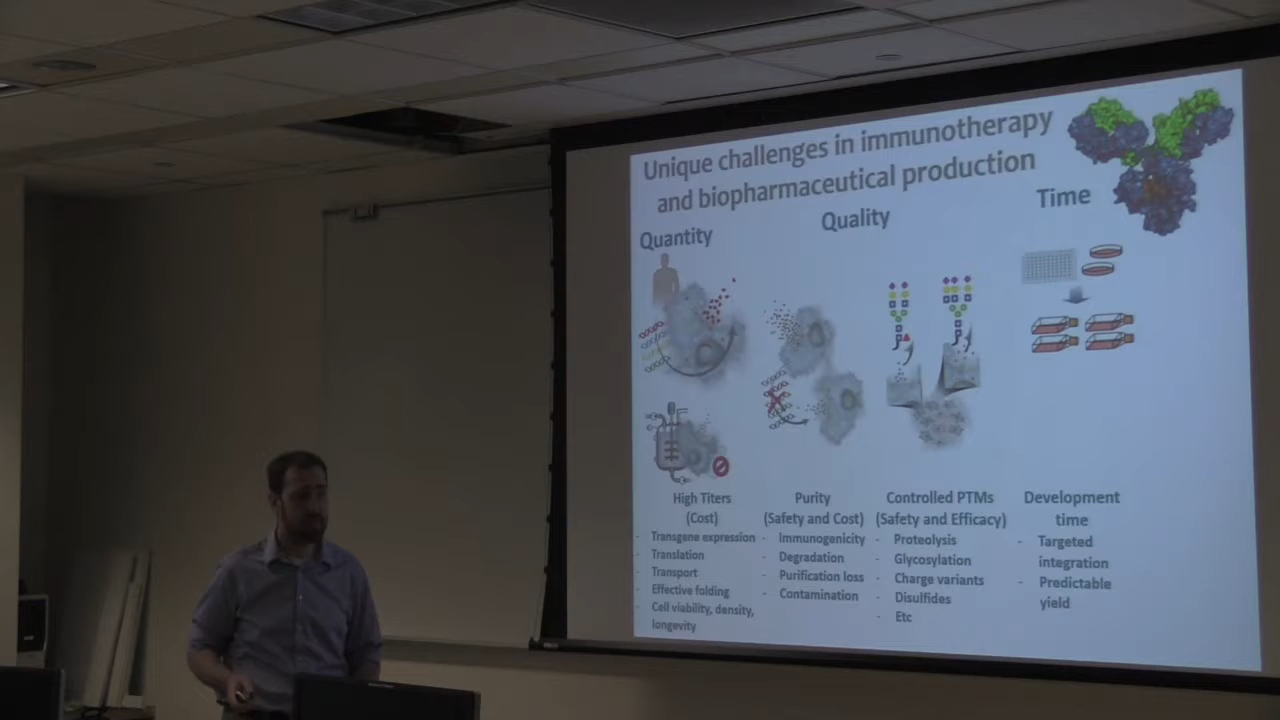 Unique challenges in immunotherapy
and biopharmaceutical production
Quantity
Quality
Time
High Titers
(Cost)
- Transgene expression
- Translation
- Transport
- Effective folding
- Cell viability, density,
longevity
Purity
(Safety and Cost)
- Immunogenicity
- Degradation
- Purification loss
- Contamination
Controlled PTMs
(Safety and Efficacy)
- Proteolysis
- Glycosylation
- Charge variants
- Disulfides
- Etc
Development
time
- Targeted
integration
- Predictable
yield